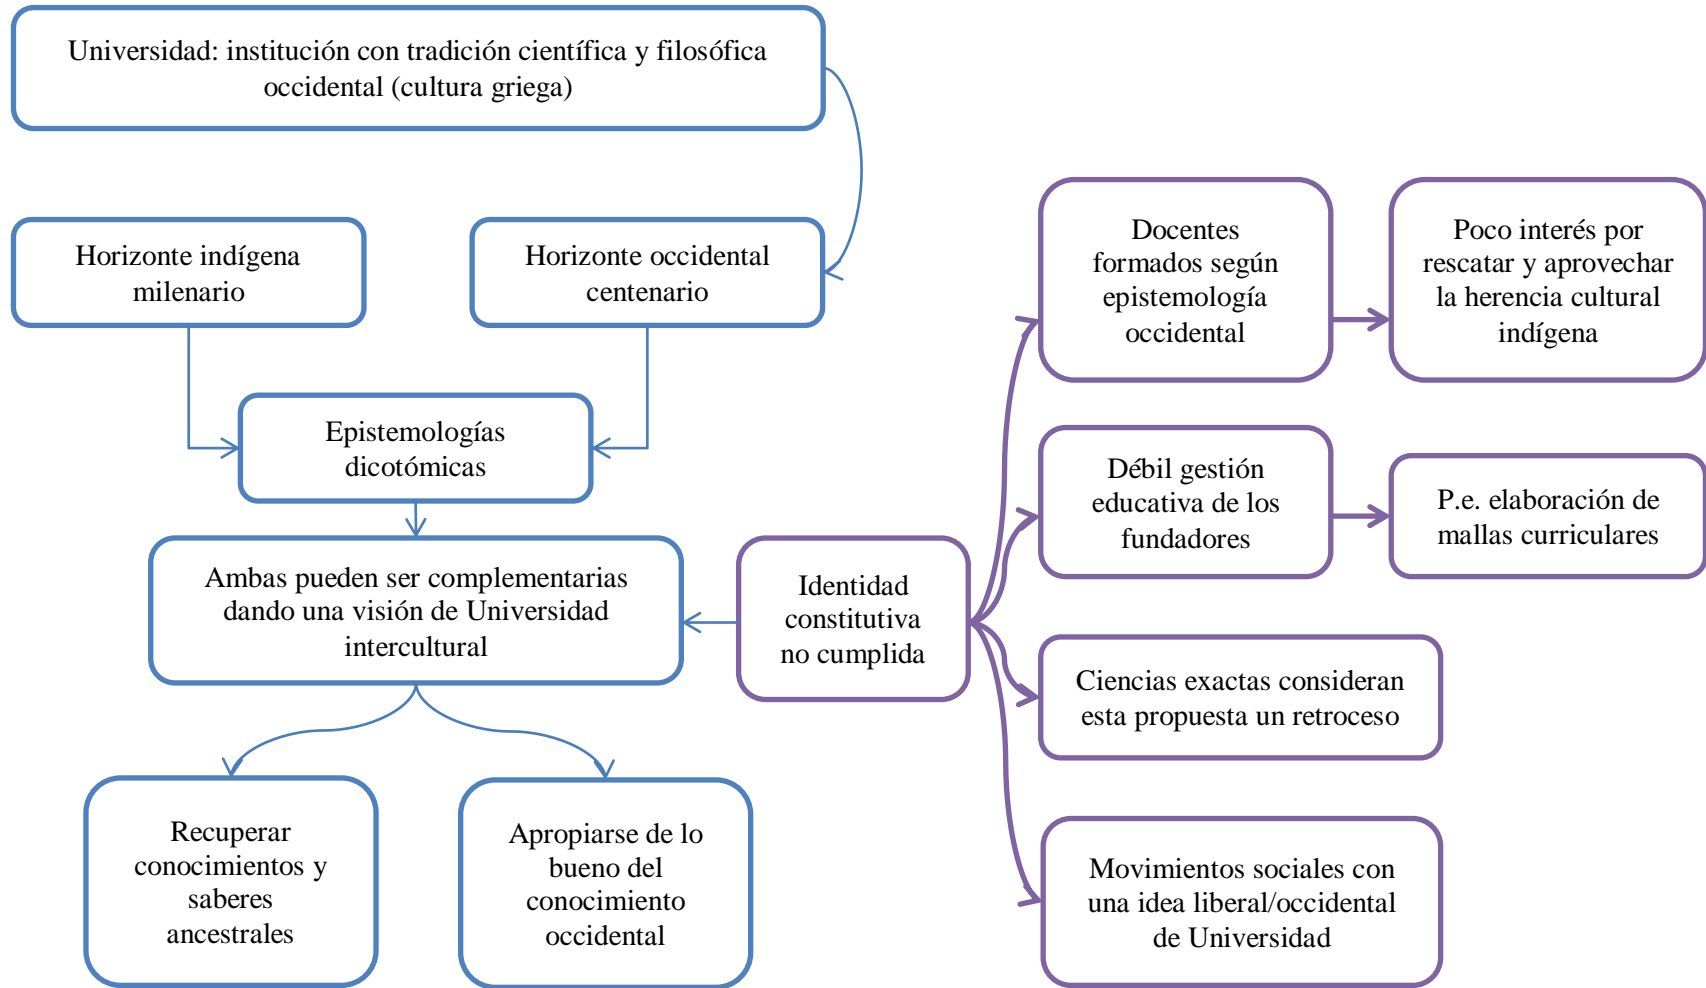 Universidad: institución con tradición científica y filosófica
occidental (cultura griega)
Horizonte indígena
milenario
Horizonte occidental
centenario
Epistemologías
dicotómicas
Ambas pueden ser complementarias
dando una visión de Universidad
intercultural
Recuperar
conocimientos y
saberes
ancestrales
Apropiarse de lo
bueno del
conocimiento
occidental
Identidad
constitutiva
no cumplida
Docentes
formados según
epistemología
occidental
Poco interés por
rescatar y aprovechar
la herencia cultural
indígena
Débil gestión
educativa de los
fundadores
P.e. elaboración de
mallas curriculares
Ciencias exactas consideran
esta propuesta un retroceso
Movimientos sociales con
una idea liberal/occidental
de Universidad